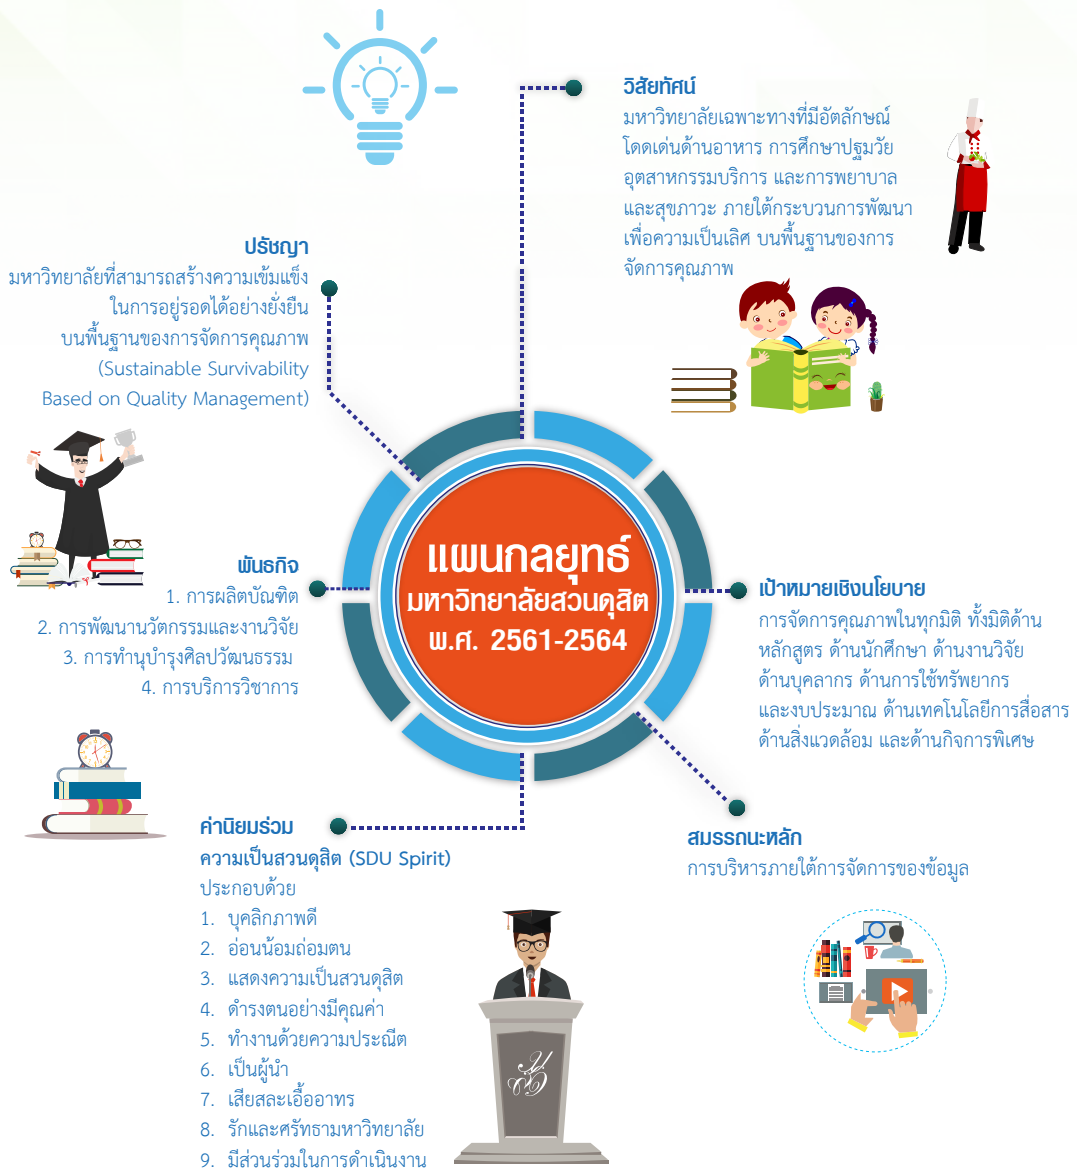 วิสัยทัศน์
มหาวิทยาลัยเฉพาะทางที่มีอัตลักษณ์
โดดเด่นด้านอาหาร การศึกษาปฐมวัย
อุตสาหกรรมบริการ และการพยาบาล
และสุขภาวะ ภายใต้กระบวนการพัฒนา
เพื่อความเป็นเลิศ บนพื้นฐานของการ
จัดการคุณภาพ
ปรัชญา
มหาวิทยาลัยที่สามารถสร้างความเข้มแข็ง
ในการอยู่รอดได้อย่างยั่งยืน
บนพื้นฐานของการจัดการคุณภาพ
(Sustainable Survivability
Based on Quality Management)
แผนกลยุทธ์
มหาวิทยาลัยสวนดุสิต
พ.ศ. 2561-2564
พันธกิจ
1. การผลิตบัณฑิต
2. การพัฒนานวัตกรรมและงานวิจัย
3. การทำนุบำรุงศิลปวัฒนธรรม
4. การบริการวิชาการ
เป้าหมายเชิงนโยบาย
การจัดการคุณภาพในทุกมิติ ทั้งมิติด้าน
หลักสูตร ด้านนักศึกษา ด้านงานวิจัย
ด้านบุคลากร ด้านการใช้ทรัพยากร
และงบประมาณ ด้านเทคโนโลยีการสื่อสาร
ด้านสิ่งแวดล้อม และด้านกิจการพิเศษ
สมรรถนะหลัก
การบริหารภายใต้การจัดการของข้อมูล
ค่านิยมร่วม
ความเป็นสวนดุสิต (SDU Spirit)
ประกอบด้วย
1. บุคลิกภาพดี
2. อ่อนน้อมถ่อมตน
3. แสดงความเป็นสวนดุสิต
4. ดำรงตนอย่างมีคุณค่า
5. ทำงานด้วยความประณีต
6. เป็นผู้นำ
7. เสียสละเอื้ออาทร
8. รักและศรัทธามหาวิทยาลัย
9. มีส่วนร่วมในการดำเนินงาน